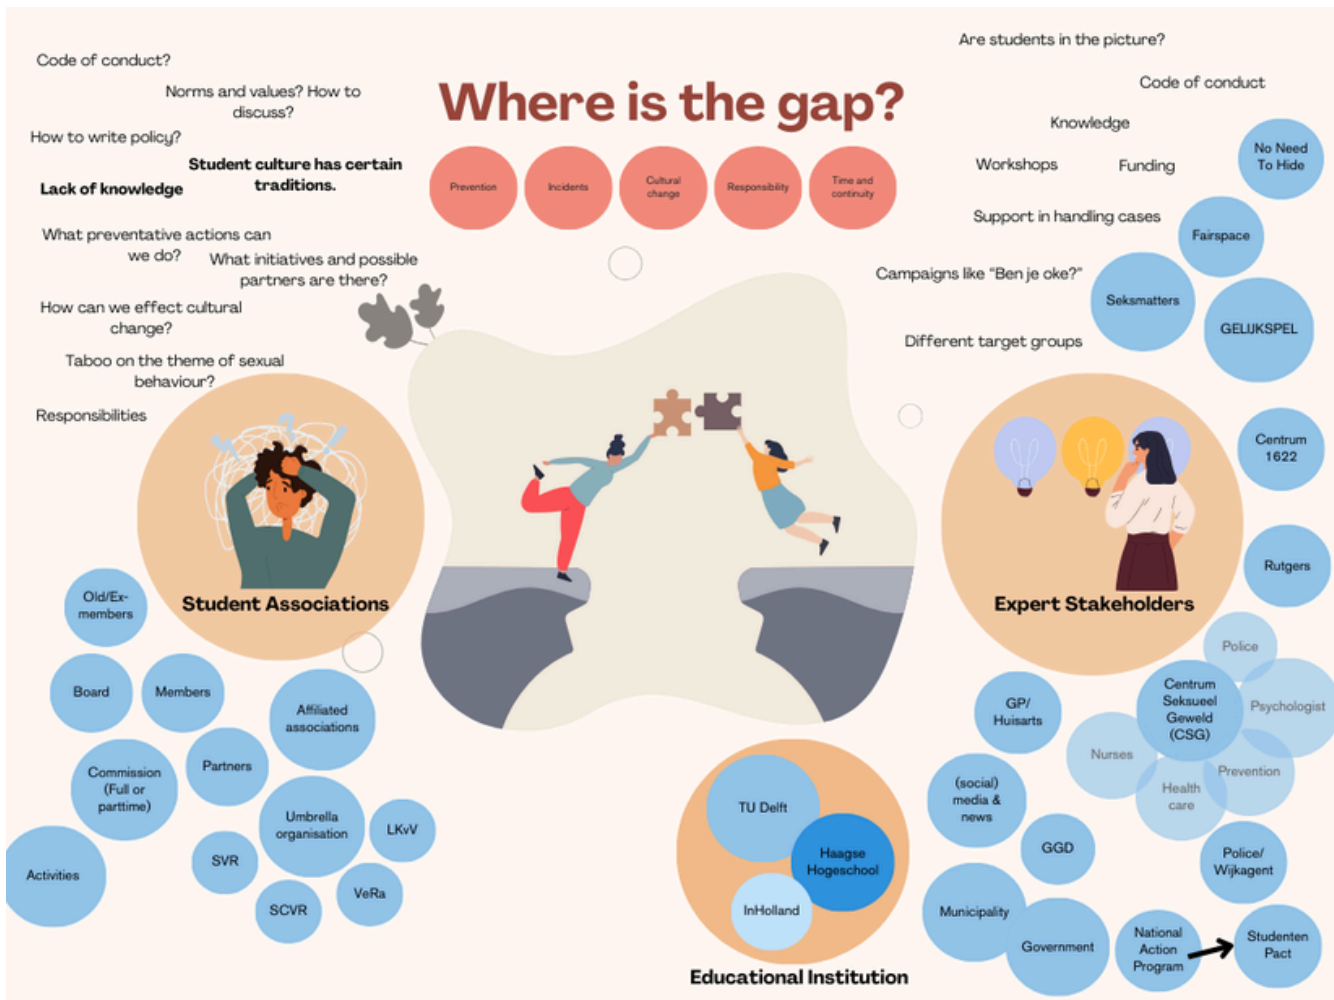 Where is the gap?
Prevention
Incidents
Cultural
change
Responsibility
Time and
continuity
Code of conduct?
Norms and values? How to
discuss?
How to write policy?
Student culture has certain
traditions.
Lack of knowledge
What preventative actions can
we do?
What initiatives and possible
partners are there?
How can we effect cultural
change?
Taboo on the theme of sexual
behaviour?
Responsibilities
Student Associations
Old/Ex-
members
Board
Members
Affiliated
associations
Commission
(Full or
parttime)
Partners
Umbrella
organisation
LKvV
SVR
Activities
SCVR
VeRa
TU Delft
Haagse
Hogeschool
InHolland
Educational Institution
Are students in the picture?
Code of conduct
Knowledge
Workshops
Funding
No Need
To Hide
Support in handling cases
Fairspace
Campaigns like "Ben je oke?"
Seksmatters
GELIJKSPEL
Different target groups
Centrum
1622
Rutgers
Expert Stakeholders
Police
Centrum
Seksueel
Geweld
(CSG)
Psychologist
GP/
Huisarts
Nurses
Prevention
Health
care
(social)
media &
news
GGD
Police/
Wijkagent
Municipality
Government
National
Action
Program
Studenten
Pact